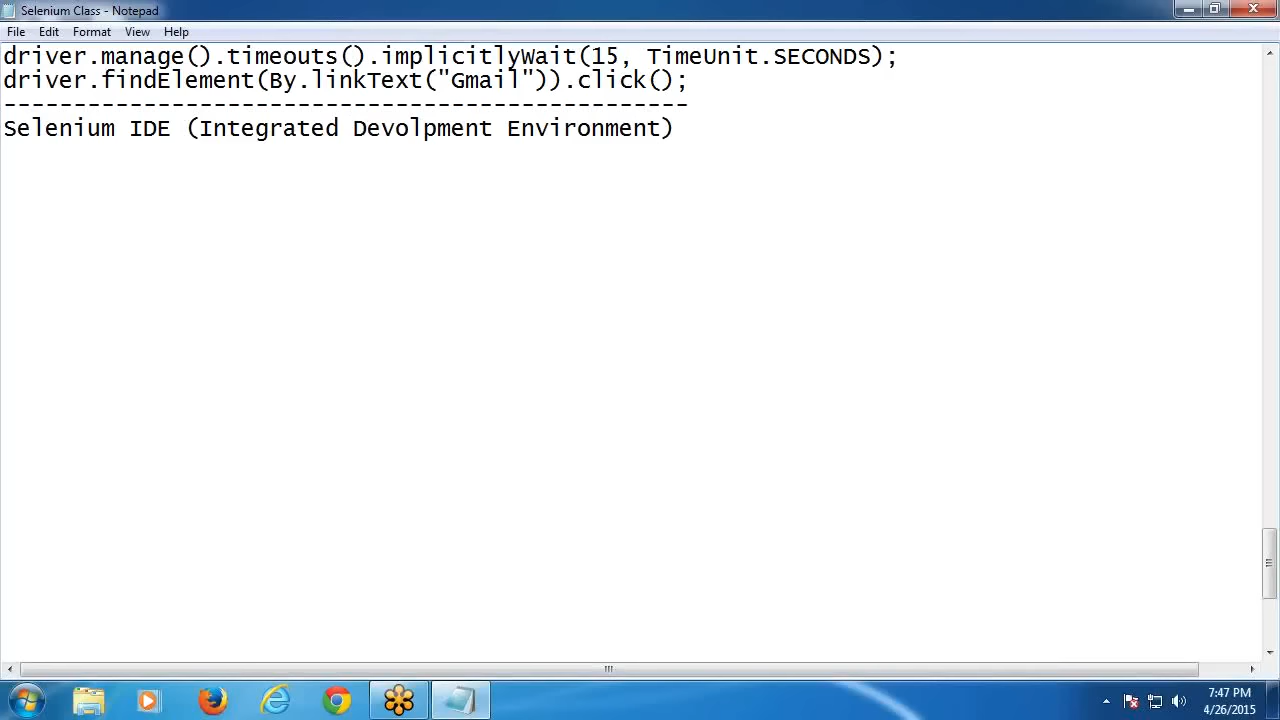 Selenium Class - Notepad
File Edit Format View Help
driver.manage().timeouts().implicitlyWait(15, TimeUnit.SECONDS);
driver.findElement(By.linkText("Gmail")).click();
-------------------------------------------------
Selenium IDE (Integrated Devolpment Environment)
7:47 PM
4/26/2015